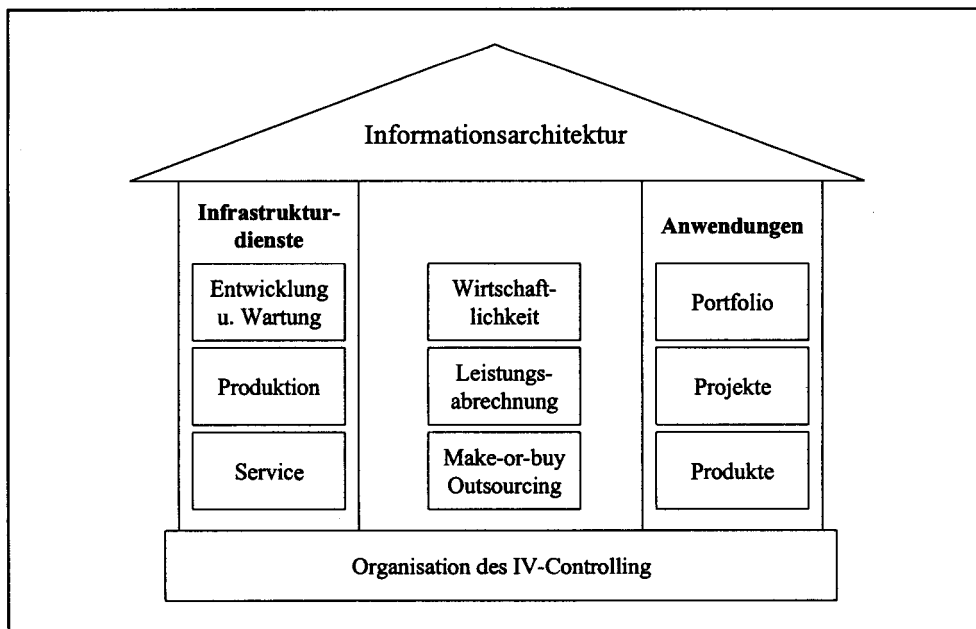 Informationsarchitektur
Infrastruktur-
dienste
Entwicklung
u. Wartung
Produktion
Service
Wirtschaft-
lichkeit
Leistungs-
abrechnung
Make-or-buy
Outsourcing
Anwendungen
Portfolio
Projekte
Produkte
Organisation des IV-Controlling